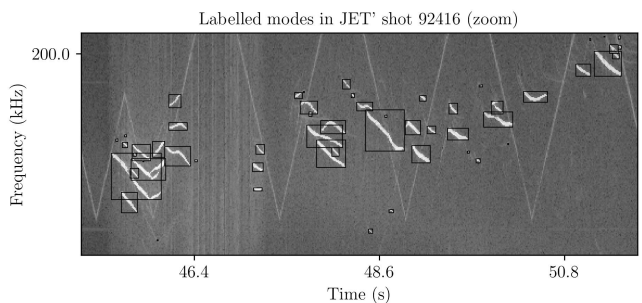 Labelled modes in JET' shot 92416 (zoom)
200.0
Frequency (kHz)
46.4 48.6 50.8
Time (s)